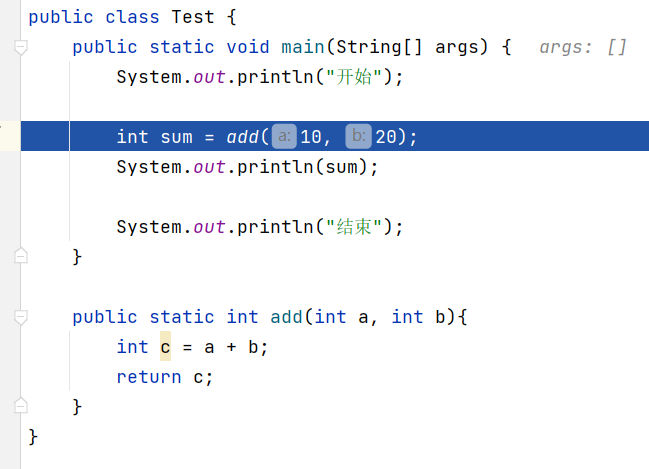 public class Test {
public static void main(String[] args) { args: []
System.out.println("开始");
int sum = add(a: 10, b: 20);
System.out.println(sum);
System.out.println("结束");
}
public static int add(int a, int b){
int c = a + b;
return c;
}
}